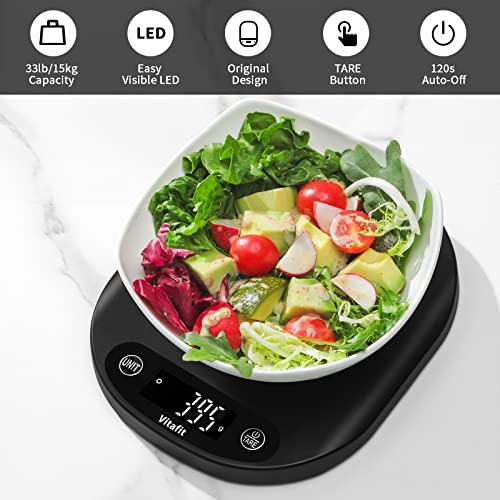 LED
33lb/15kg
Capacity
Easy
Visible LED
Original
Design
TARE
Button
120s
Auto-Off
UNIT
395 g
Vitafit
TARE